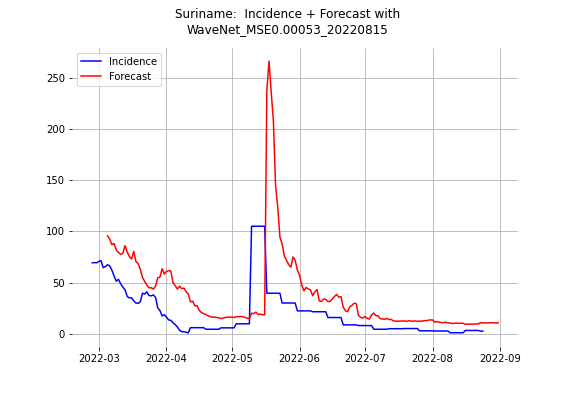 Suriname:  Incidence + Forecast with
WaveNet_MSE0.00053_20220815
Incidence
Forecast
250
200
150
100
50
0
2022-03 2022-04 2022-05 2022-06 2022-07 2022-08 2022-09